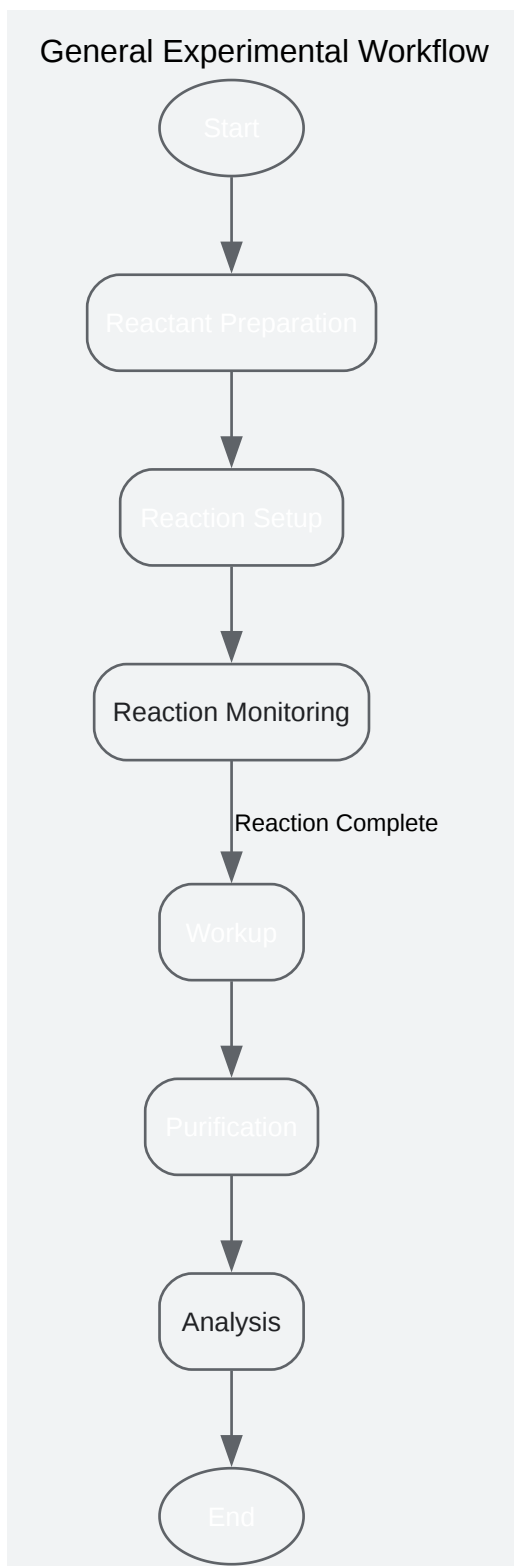 General Experimental Workflow
Start
Reactant Preparation
Reaction Setup
Reaction Monitoring
Reaction Complete
Workup
Purification
Analysis
End